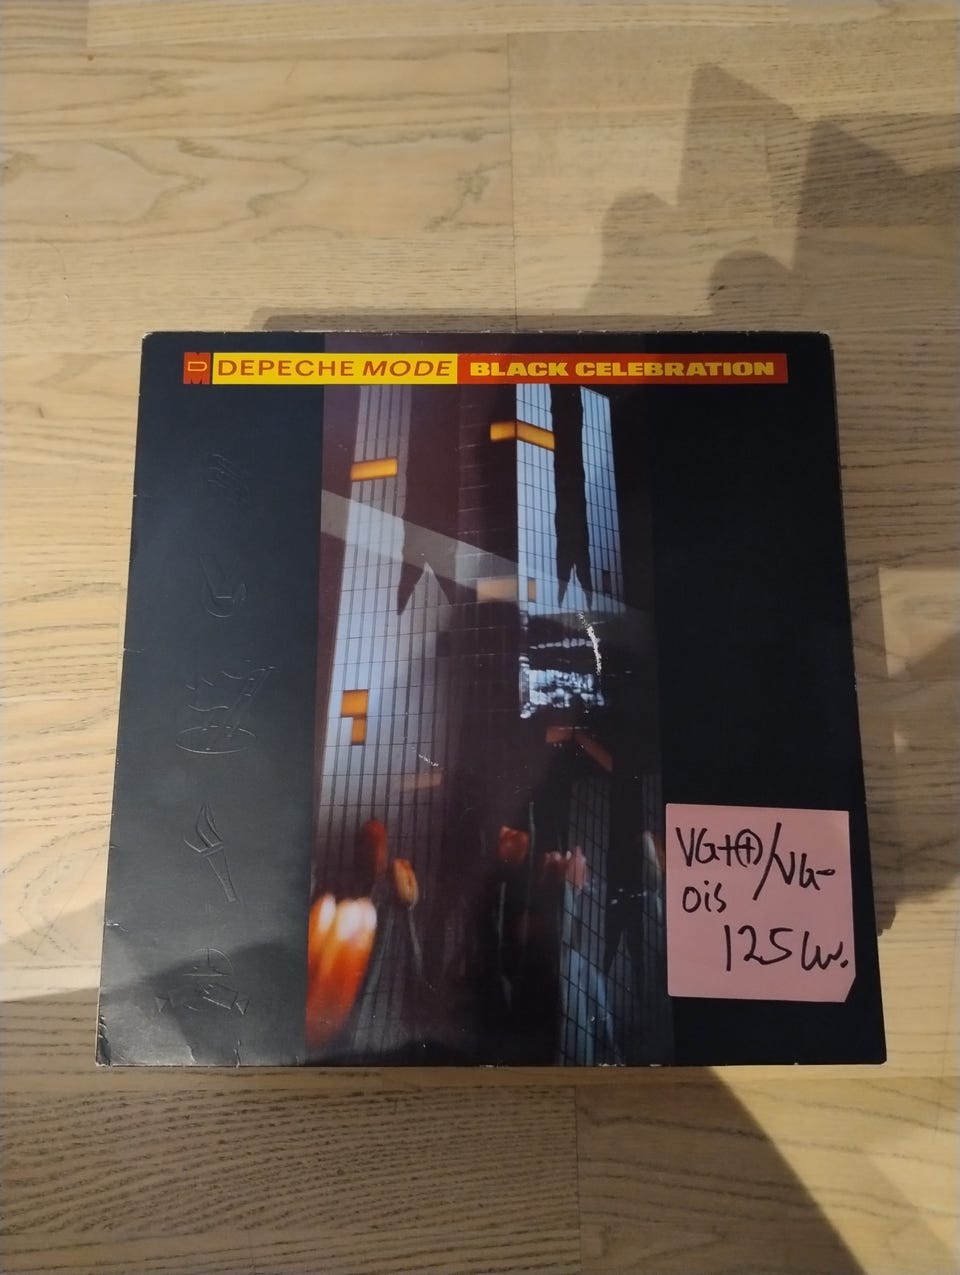 DM DEPECHE MODE BLACK CELEBRATION
VG+(+)/VG-
OIS
125 kr.